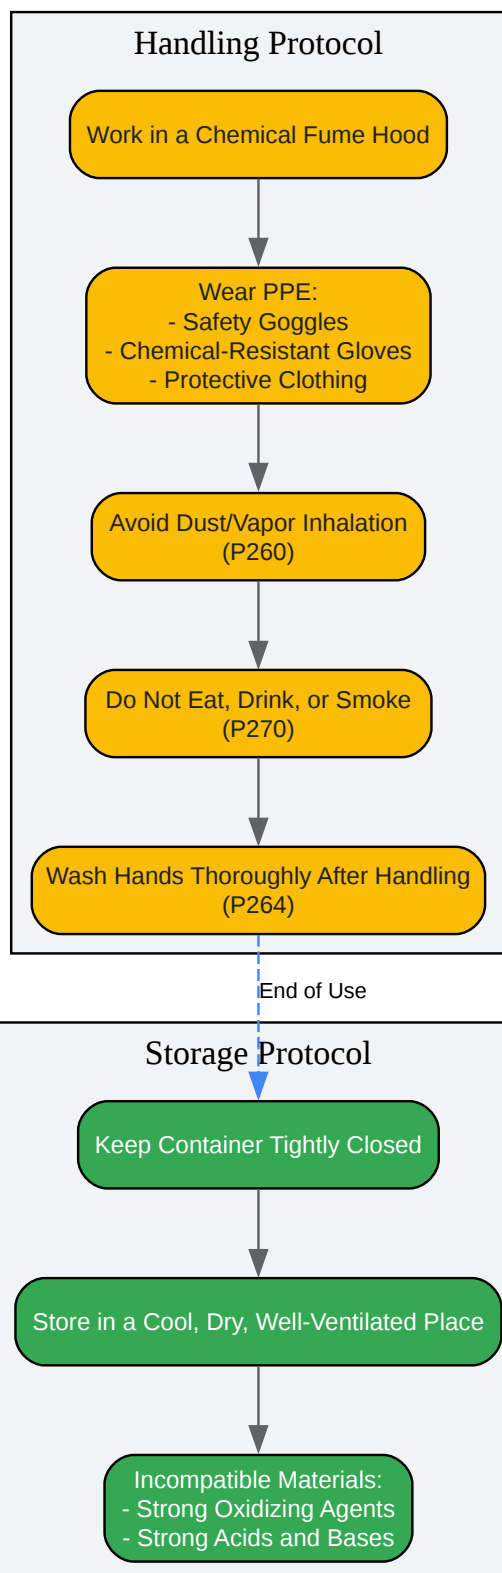 Handling Protocol
Work in a Chemical Fume Hood
Wear PPE:
- Safety Goggles
- Chemical-Resistant Gloves
- Protective Clothing
Avoid Dust/Vapor Inhalation
(P260)
Do Not Eat, Drink, or Smoke
(P270)
Wash Hands Thoroughly After Handling
(P264)
End of Use
Storage Protocol
Keep Container Tightly Closed
Store in a Cool, Dry, Well-Ventilated Place
Incompatible Materials:
- Strong Oxidizing Agents
- Strong Acids and Bases